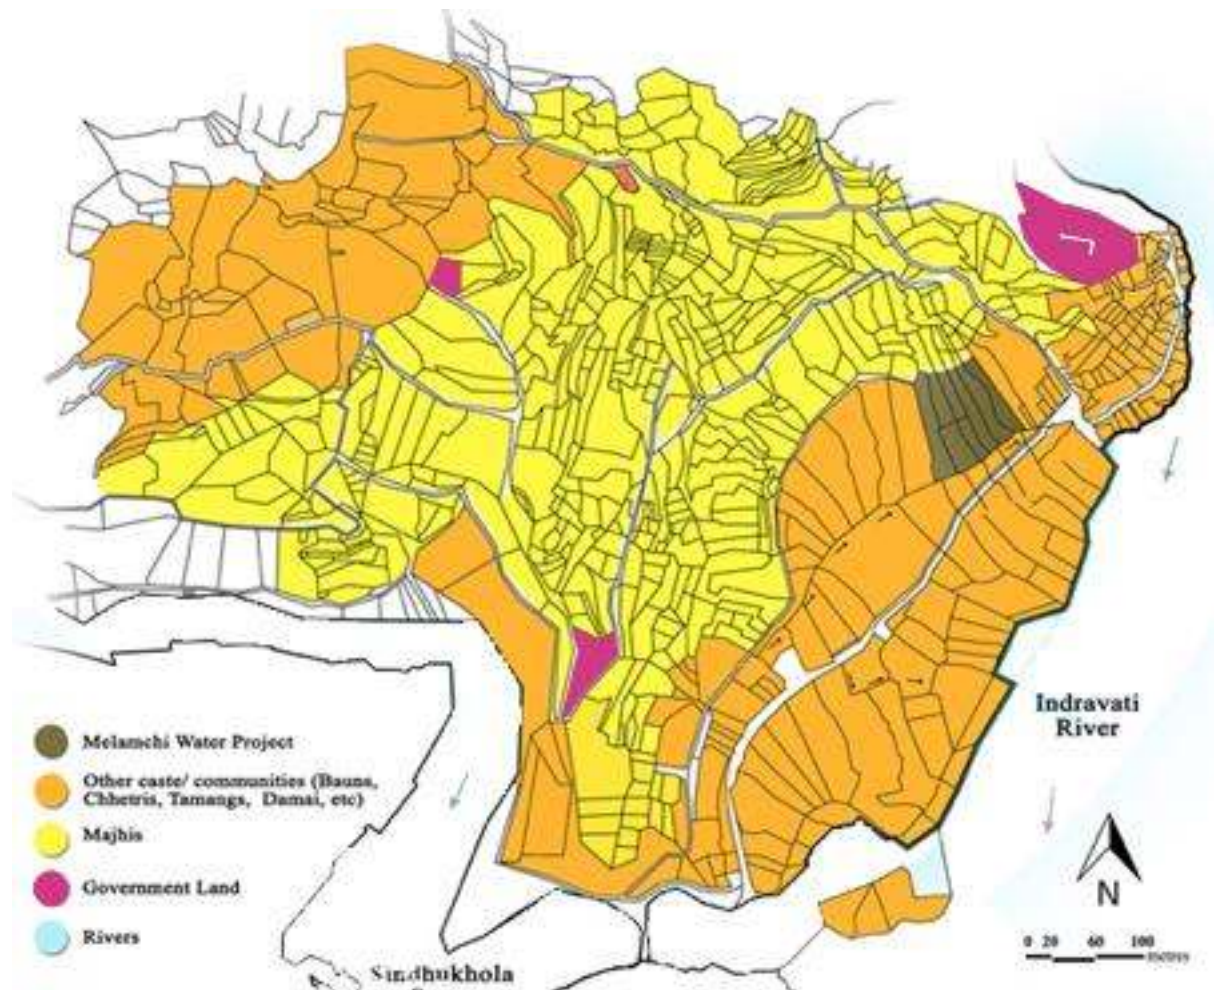 Indravati
River
Melamchi Water Project
Other caste/ communities (Bauns,
Chhetris, Tamangs, Damai, etc)
Majhis
Government Land
Rivers
N
0 20 60 100
metres
Sindhukhola